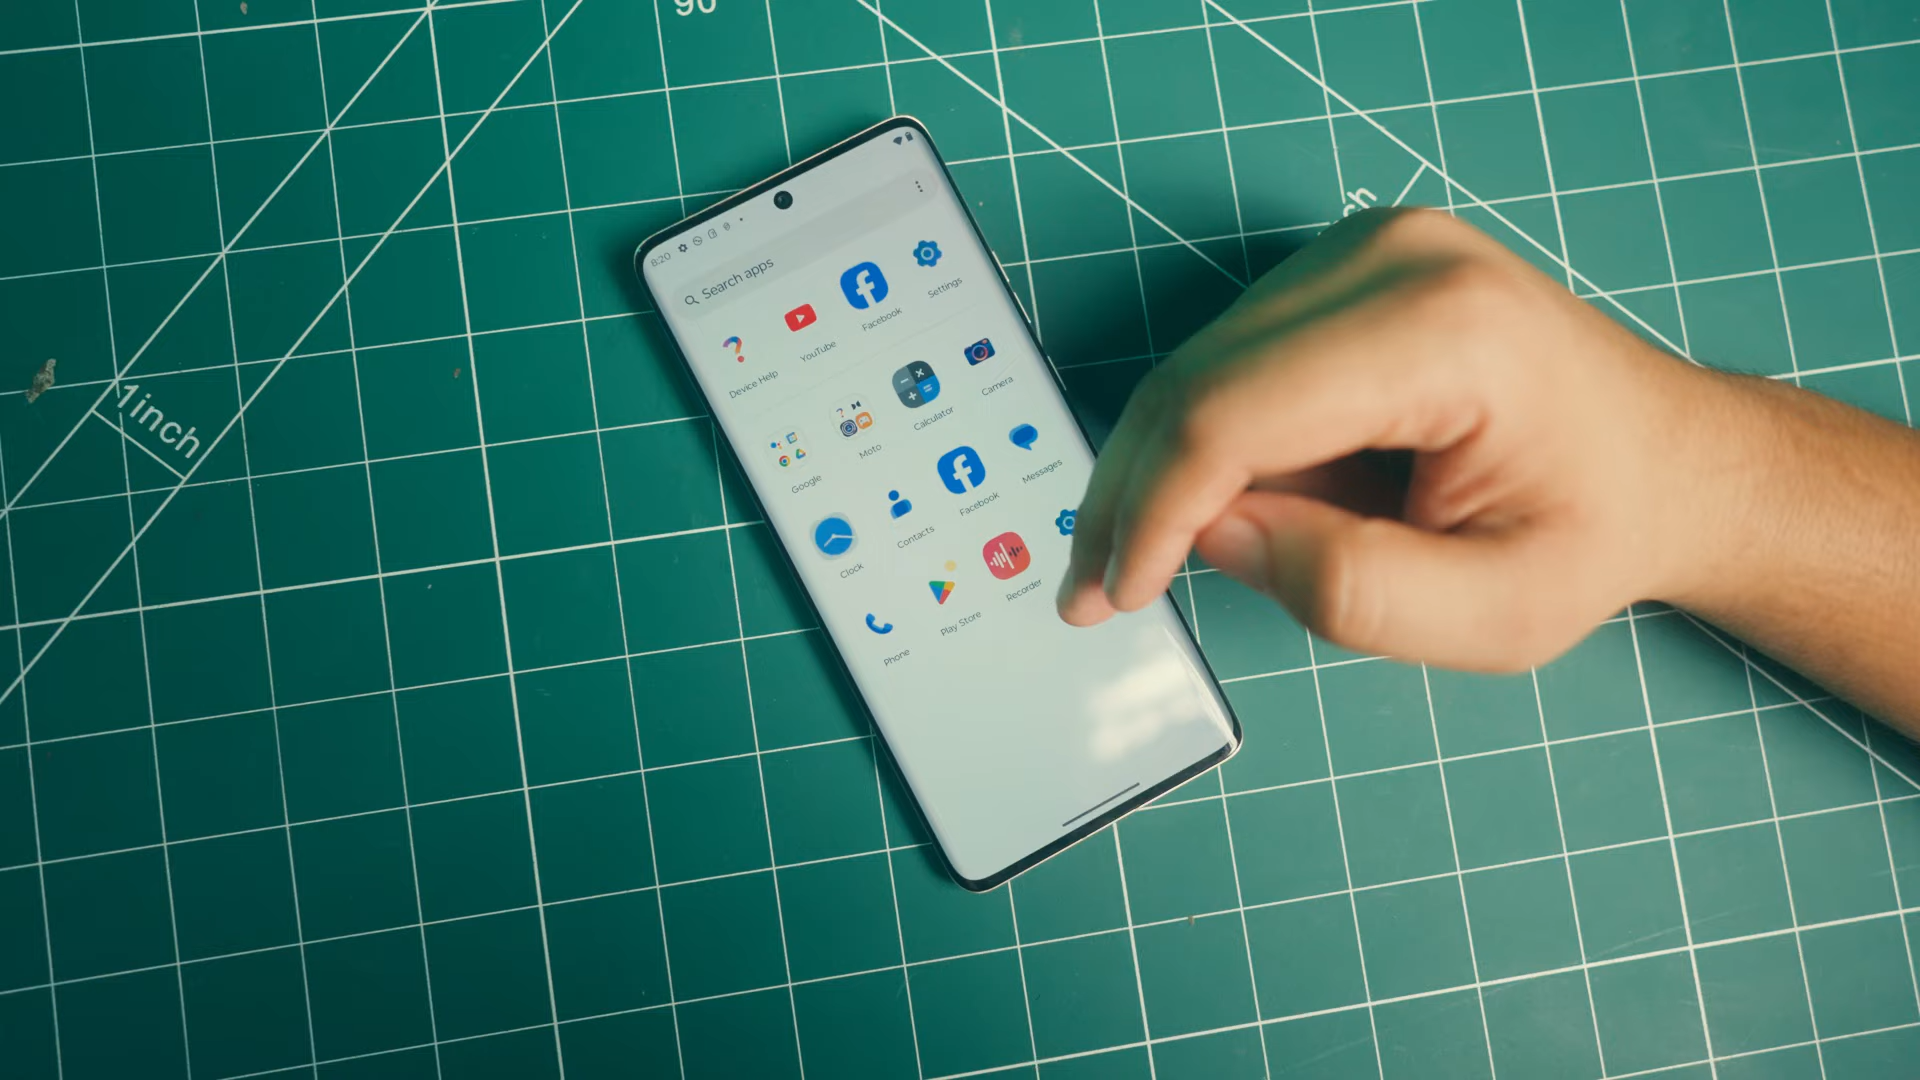 90
1inch
ch
8:20
Search apps
Device Help
YouTube
Facebook
Settings
Google
Moto
Calculator
Camera
Clock
Contacts
Facebook
Messages
Phone
Play Store
Recorder